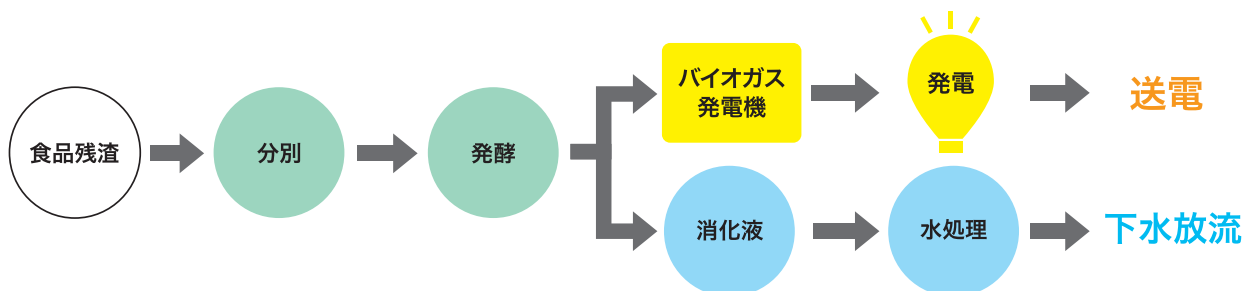 食品残渣
分別
発酵
バイオガス
発電機
発電
送電
消化液
水処理
下水放流